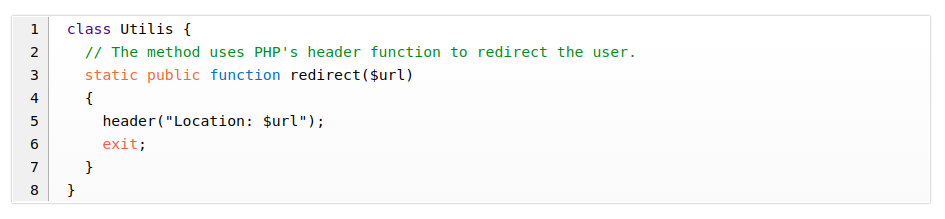 1 class Utilis {
2 // The method uses PHP's header function to redirect the user.
3 static public function redirect($url)
4 {
5 header("Location: $url");
6 exit;
7 }
8 }